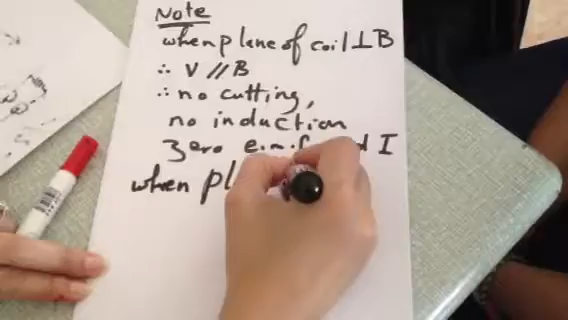 Note
when plane of coil ⊥ B
∴ V // B
∴ no cutting,
no induction
Zero e.m.f I
when pl